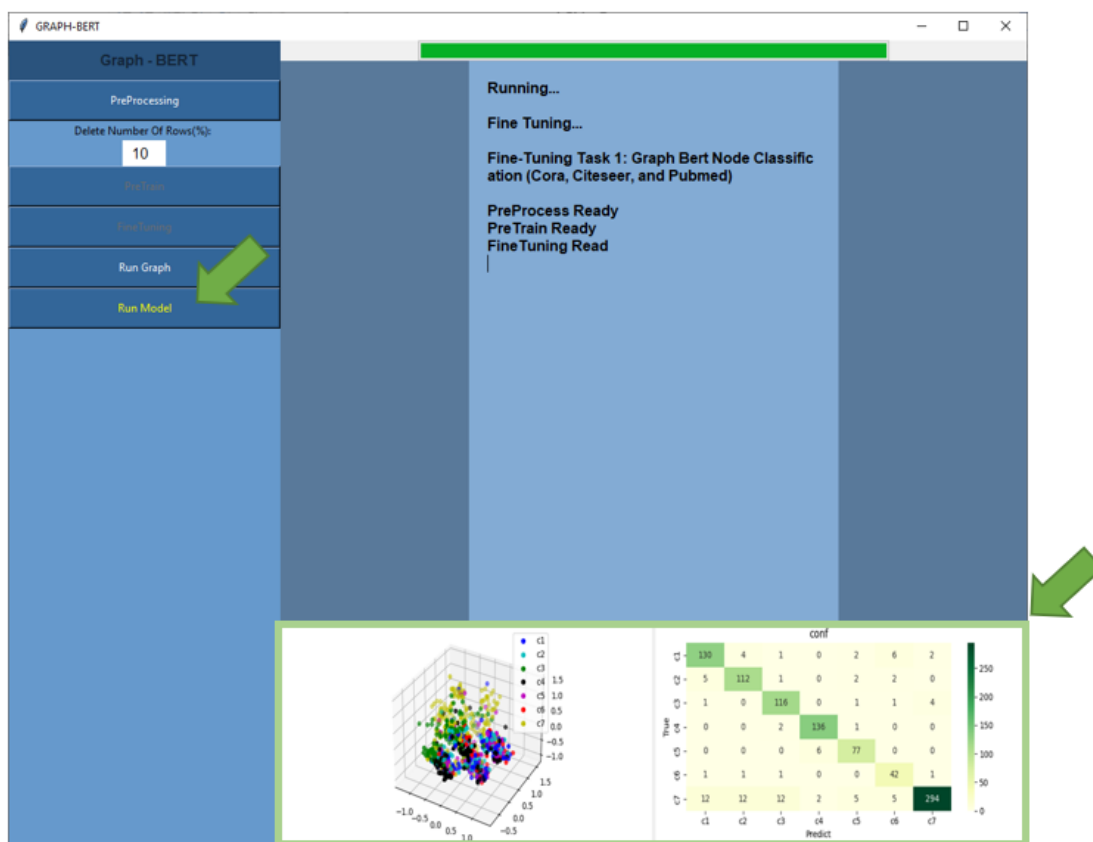 GRAPH-BERT
Graph - BERT
PreProcessing
Delete Number Of Rows(%):
10
PreTrain
FineTuning
Run Graph
Run Model
Running...
Fine Tuning...
Fine-Tuning Task 1: Graph Bert Node Classific
ation (Cora, Citeseer, and Pubmed)
PreProcess Ready
PreTrain Ready
FineTuning Read
c1
c2
c3
c4
c5
c6
c7
1.5
1.0
0.5
0.0
-0.5
-1.0
1.5
1.0
0.5
0.0
-0.5
-1.0
-0.5
0.0
0.5
1.0
conf
True
c1 130 4 1 0 2 6 2
c2 5 112 1 0 2 2 0
c3 1 0 116 0 1 1 4
c4 0 0 2 136 1 0 0
c5 0 0 0 6 77 0 0
c6 1 1 1 0 0 42 1
c7 12 12 12 2 5 5 294
c1 c2 c3 c4 c5 c6 c7
Predict
250
200
150
100
50
0